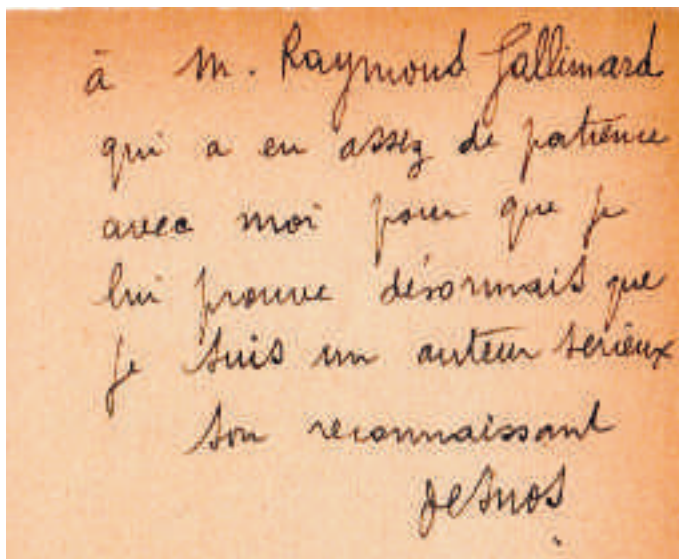 à M. Raymond Gallimard
qui a eu assez de patience
avec moi pour que je
lui prouve désormais que
je suis un auteur sérieux
son reconnaissant
Desnos